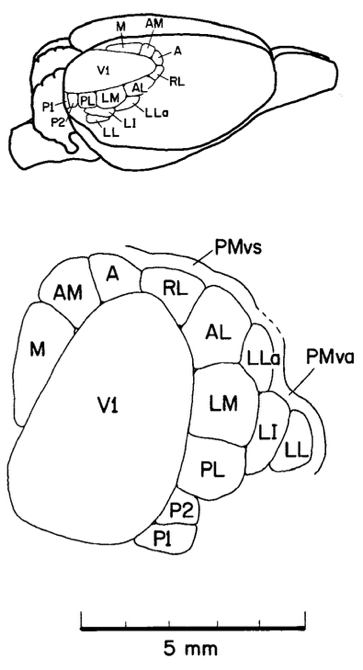 M AM
A
V1
RL
AL
P1 PL LM
P2 LLa
LI
LL
PMvs
A
AM RL
AL
M LLa PMva
V1 LM
LI
LL
PL
P2
P1
5 mm